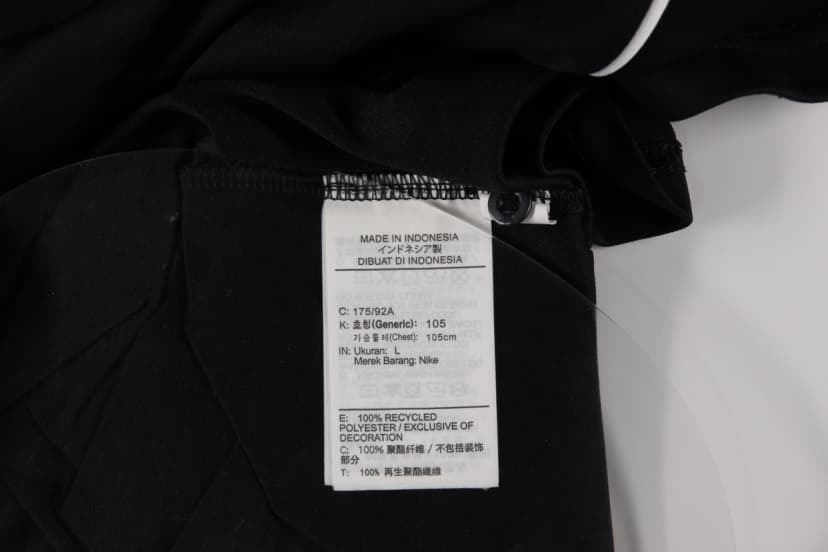 MADE IN INDONESIA
インドネシア製
DIBUAT DI INDONESIA
C: 175/92A
K: 호칭(Generic): 105
가슴둘레(Chest): 105cm
IN: Ukuran: L
Merek Barang: Nike
E: 100% RECYCLED
POLYESTER / EXCLUSIVE OF
DECORATION
C: 100% 聚酯纤维 / 不包括装饰
部分
T: 100% 再生聚酯纖維